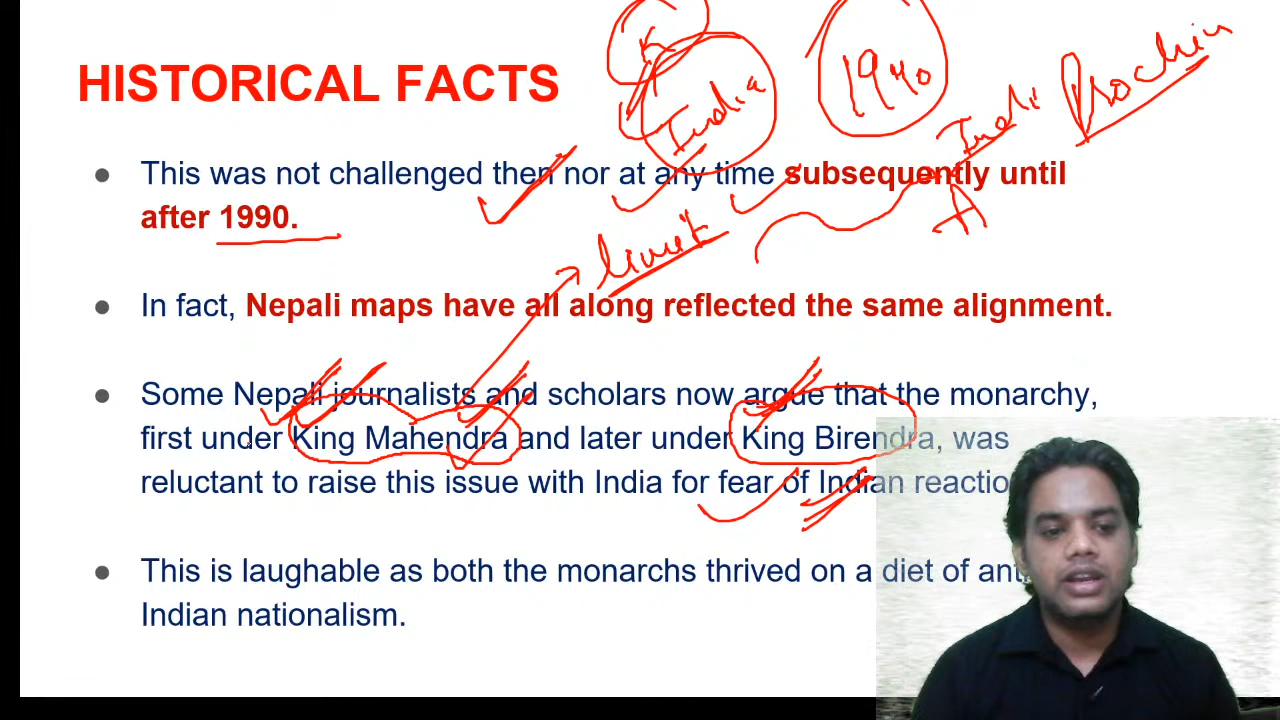 HISTORICAL FACTS
India
1990
Prochin
● This was not challenged then nor at any time subsequently until
after 1990.
● In fact, Nepali maps have all along reflected the same alignment.
● Some Nepali journalists and scholars now argue that the monarchy,
first under King Mahendra and later under King Birendra, was
reluctant to raise this issue with India for fear of Indian reactio
● This is laughable as both the monarchs thrived on a diet of ant
Indian nationalism.